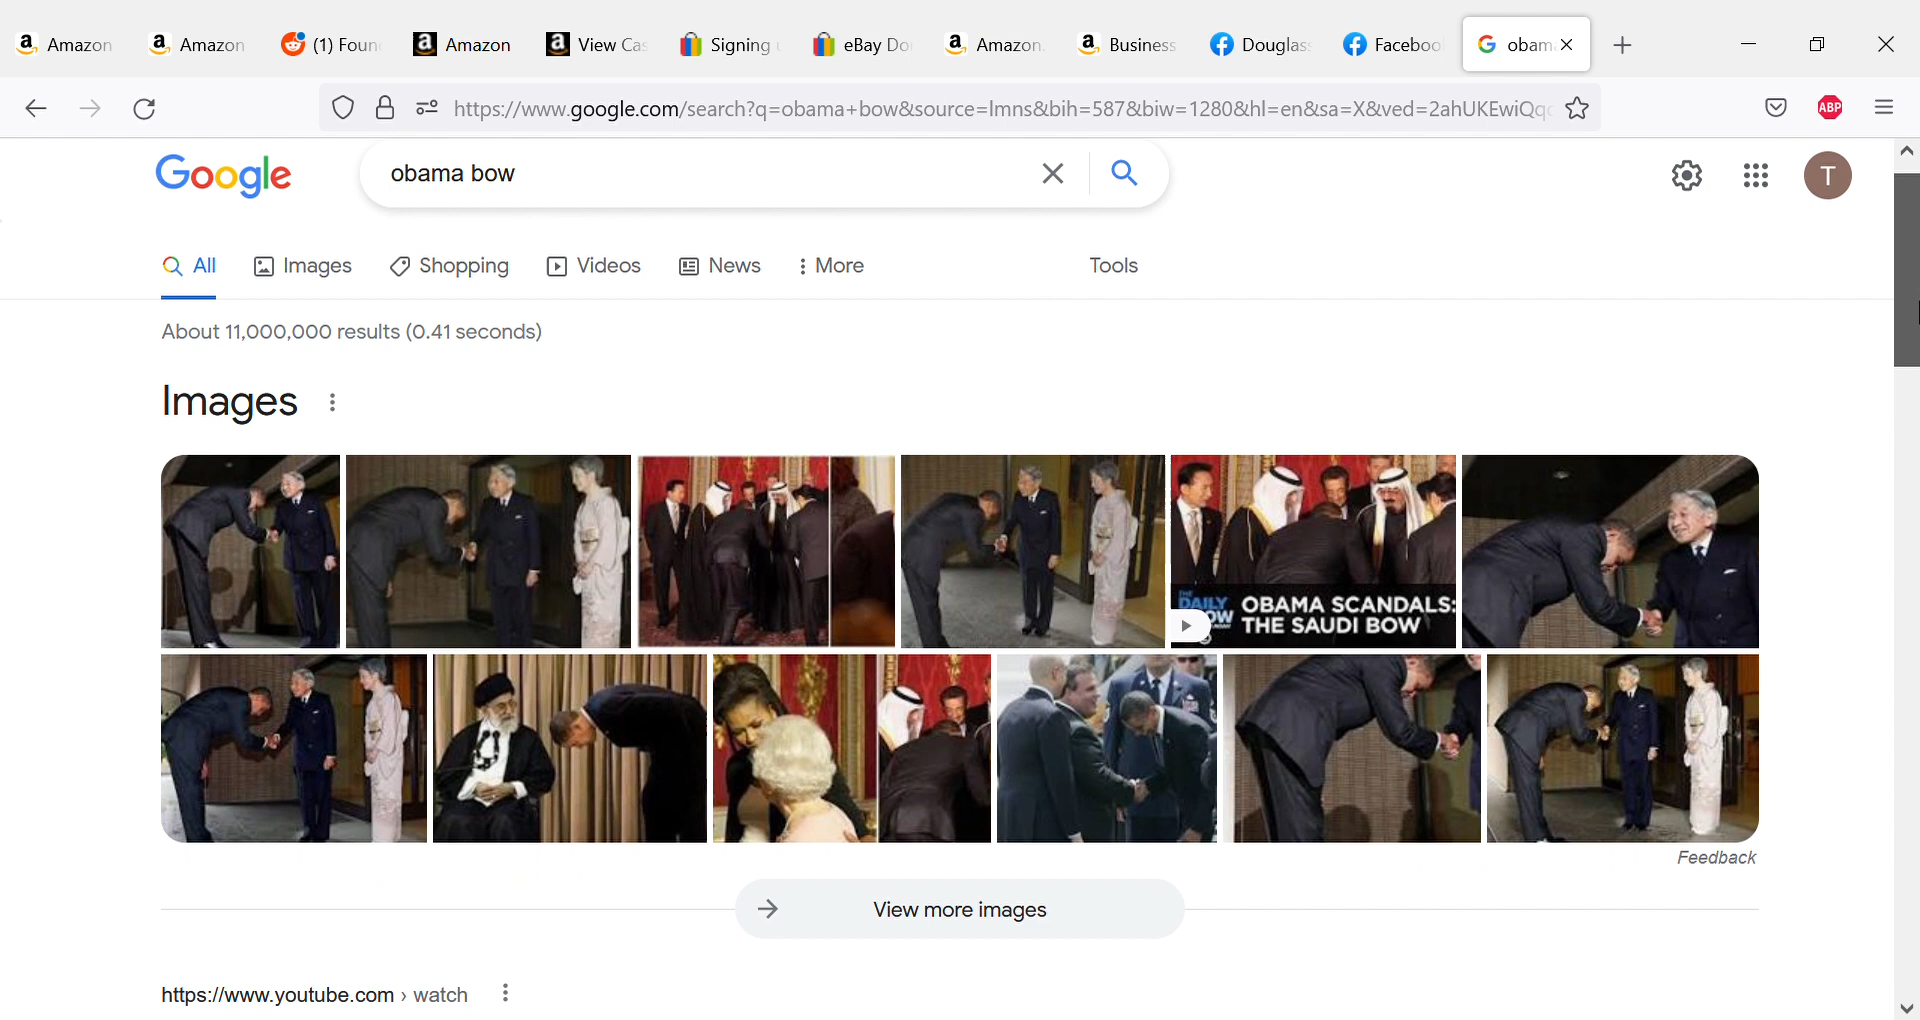 Amazon
Amazon
(1) Foun
Amazon
View Cas
Signing
eBay Do
Amazon.
Business
Douglas
Faceboo
obam
https://www.google.com/search?q=obama+bow&source=lmns&bih=587&biw=1280&hl=en&sa=X&ved=2ahUKEwiQq
ABP
Google
obama bow
T
All
Images
Shopping
Videos
News
More
Tools
About 11,000,000 results (0.41 seconds)
Images
THE
DAILY
OBAMA SCANDALS:
THE SAUDI BOW
Feedback
View more images
https://www.youtube.com › watch